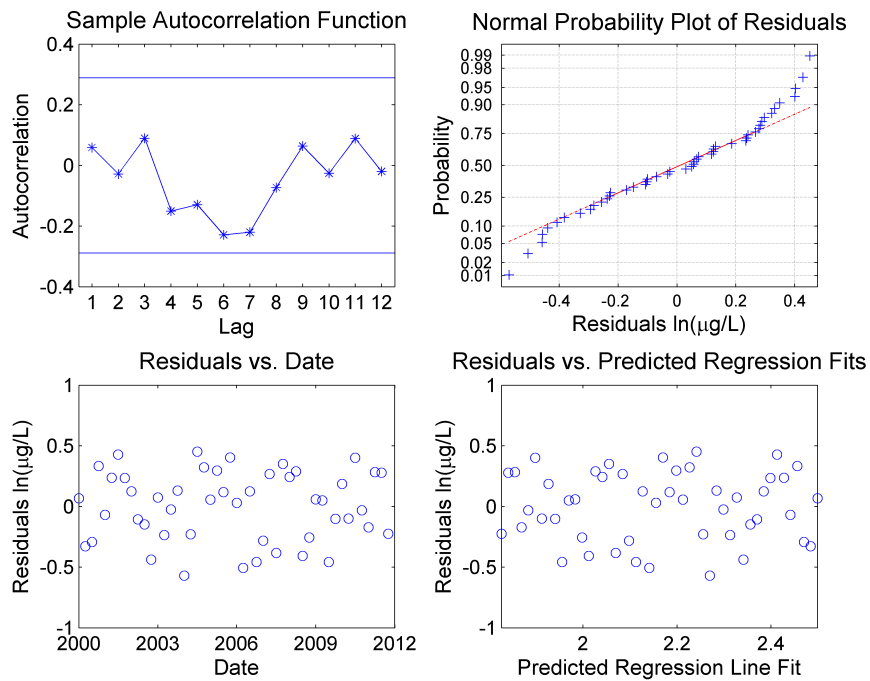 Sample Autocorrelation Function
0.4
0.2
0
-0.2
-0.4
Autocorrelation
1 2 3 4 5 6 7 8 9 10 11 12
Lag
Normal Probability Plot of Residuals
0.99
0.98
0.95
0.90
0.75
0.50
0.25
0.10
0.05
0.02
0.01
Probability
-0.4 -0.2 0 0.2 0.4
Residuals ln(μg/L)
Residuals vs. Date
1
0.5
0
-0.5
-1
Residuals ln(μg/L)
2000 2003 2006 2009 2012
Date
Residuals vs. Predicted Regression Fits
1
0.5
0
-0.5
-1
Residuals ln(μg/L)
2 2.2 2.4
Predicted Regression Line Fit